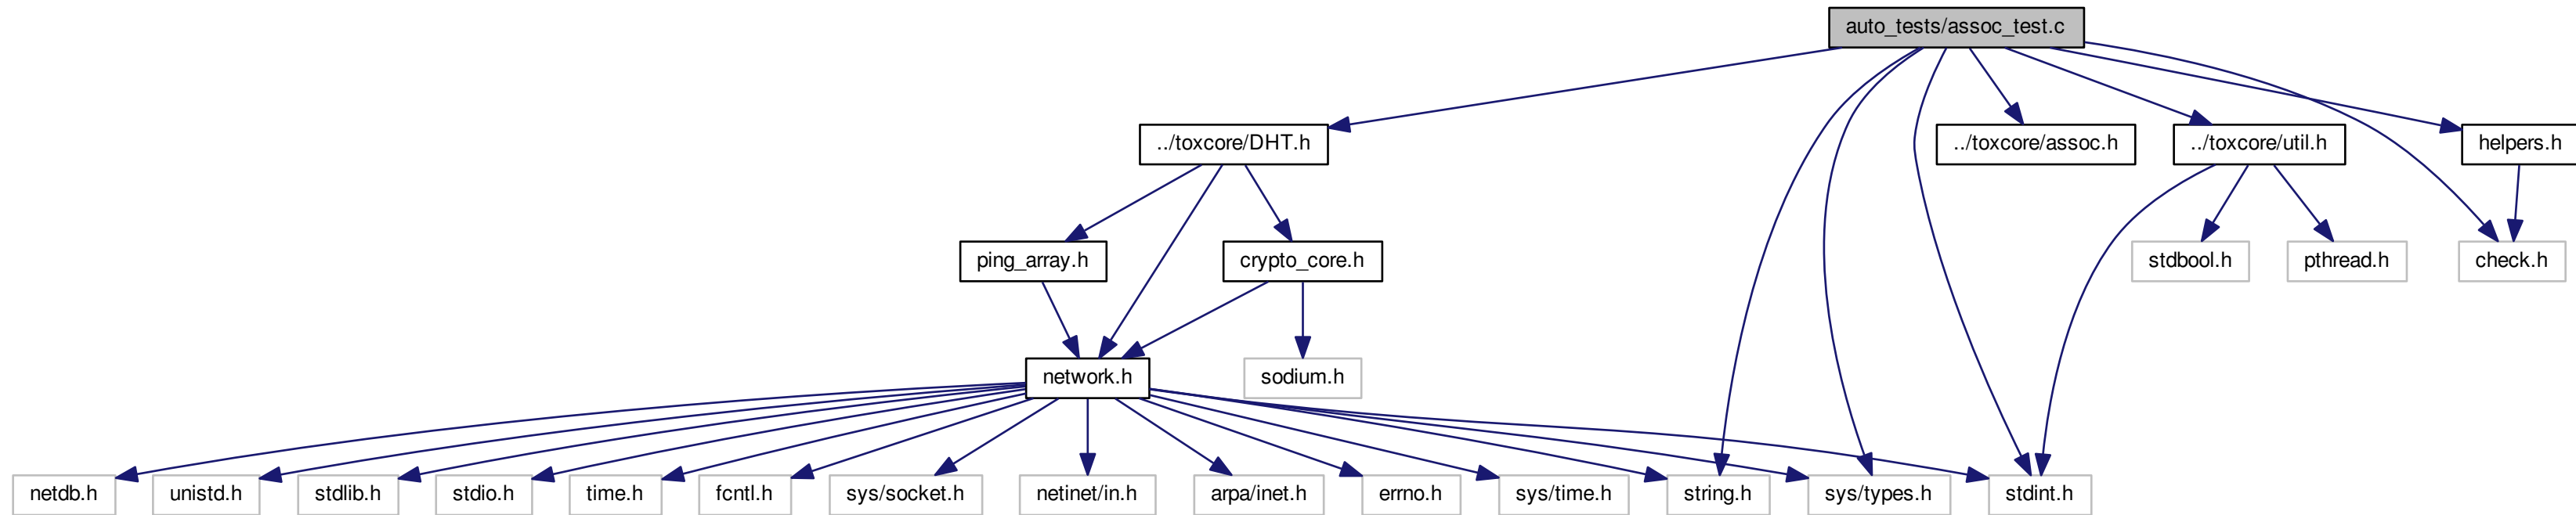 auto_tests/assoc_test.c
../toxcore/DHT.h
../toxcore/assoc.h
../toxcore/util.h
helpers.h
ping_array.h
crypto_core.h
stdbool.h
pthread.h
check.h
network.h
sodium.h
netdb.h
unistd.h
stdlib.h
stdio.h
time.h
fcntl.h
sys/socket.h
netinet/in.h
arpa/inet.h
errno.h
sys/time.h
string.h
sys/types.h
stdint.h